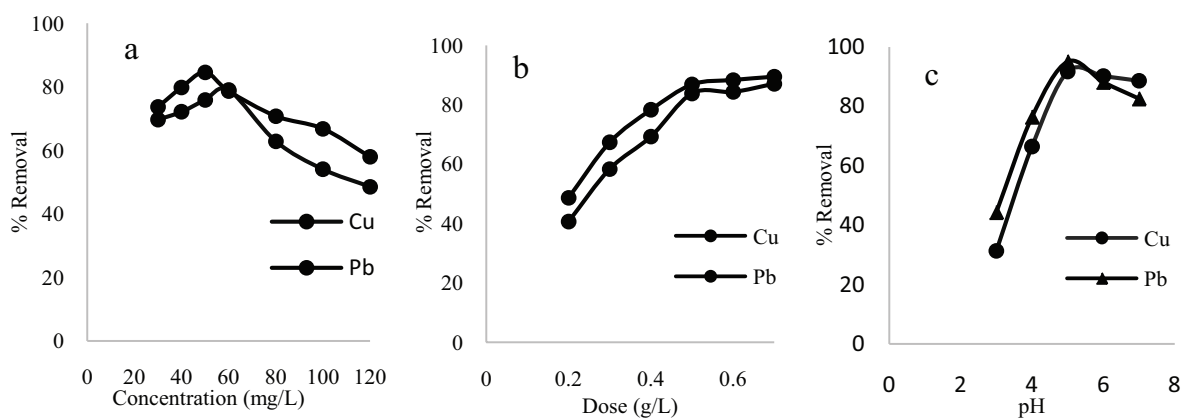 a
% Removal
100
80
60
40
20
0
Cu
Pb
0 20 40 60 80 100 120
Concentration (mg/L)
b
% Removal
100
80
60
40
20
0
Cu
Pb
0 0.2 0.4 0.6
Dose (g/L)
c
% Removal
100
80
60
40
20
0
Cu
Pb
0 2 4 6 8
pH